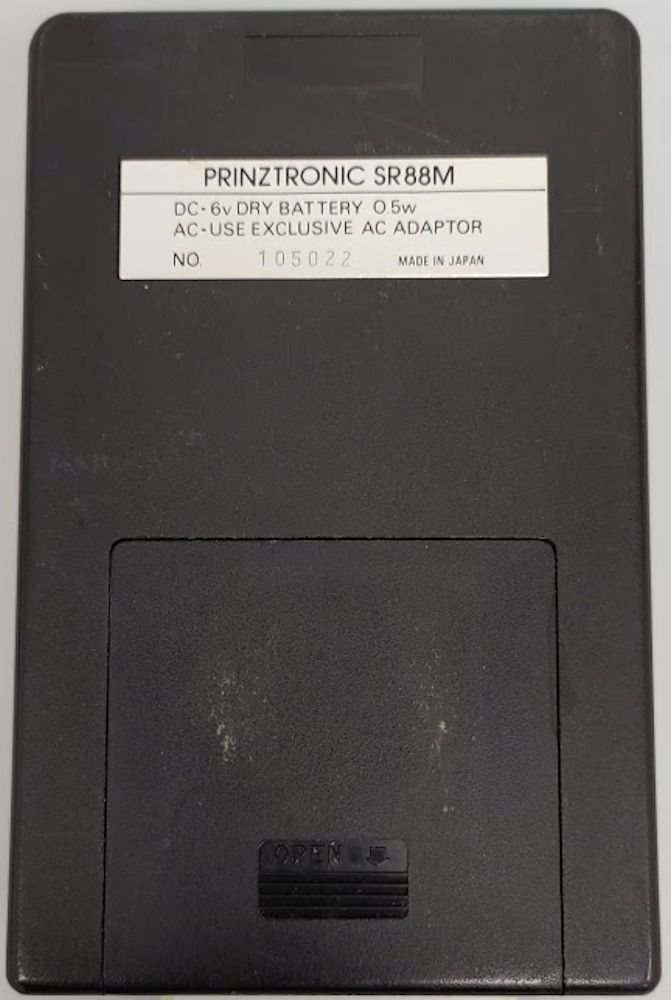 PRINZTRONIC SR88M
DC-6v DRY BATTERY 0.5w
AC-USE EXCLUSIVE AC ADAPTOR
NO. 105022 MADE IN JAPAN
OPEN